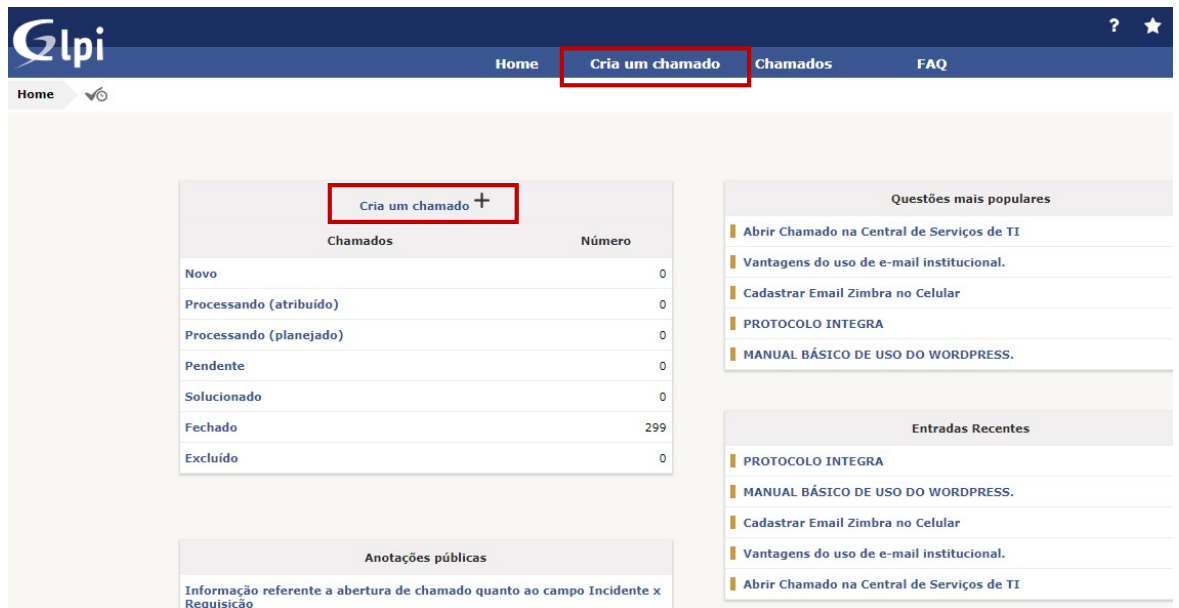 Glpi
?
Home Cria um chamado Chamados FAQ
Home
Cria um chamado +
Chamados Número
Novo 0
Processando (atribuído) 0
Processando (planejado) 0
Pendente 0
Solucionado 0
Fechado 299
Excluído 0
Anotações públicas
Informação referente a abertura de chamado quanto ao campo Incidente x
Requisição
Questões mais populares
Abrir Chamado na Central de Serviços de TI
Vantagens do uso de e-mail institucional.
Cadastrar Email Zimbra no Celular
PROTOCOLO INTEGRA
MANUAL BÁSICO DE USO DO WORDPRESS.
Entradas Recentes
PROTOCOLO INTEGRA
MANUAL BÁSICO DE USO DO WORDPRESS.
Cadastrar Email Zimbra no Celular
Vantagens do uso de e-mail institucional.
Abrir Chamado na Central de Serviços de TI